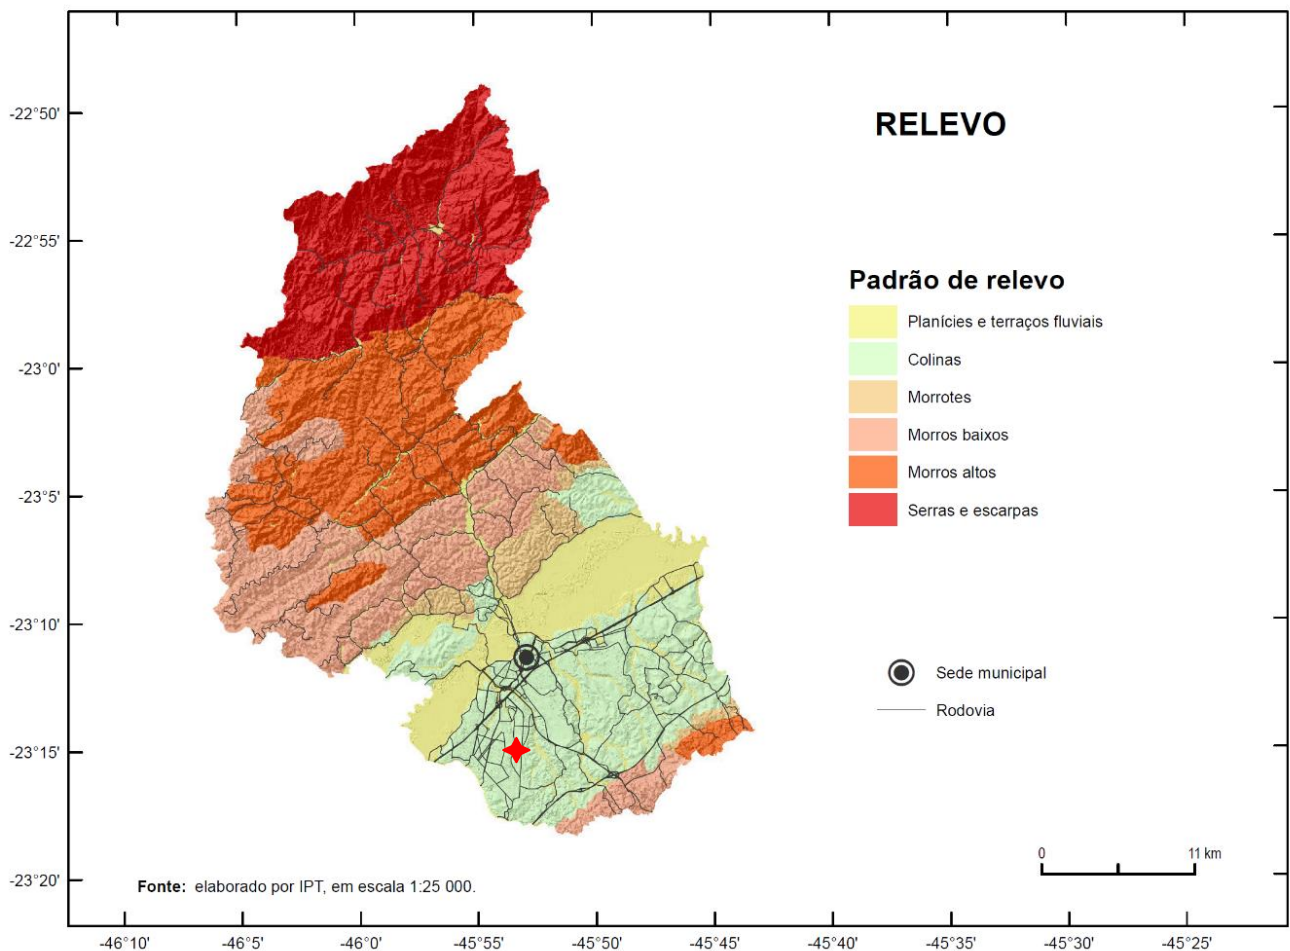 RELEVO
-22°50'
-22°55'
-23°0'
-23°5'
-23°10'
-23°15'
-23°20'
Padrão de relevo
Planícies e terraços fluviais
Colinas
Morrotes
Morros baixos
Morros altos
Serras e escarpas
Sede municipal
Rodovia
0 11 km
Fonte: elaborado por IPT, em escala 1:25 000.
-46°10' -46°5' -46°0' -45°55' -45°50' -45°45' -45°40' -45°35' -45°30' -45°25'